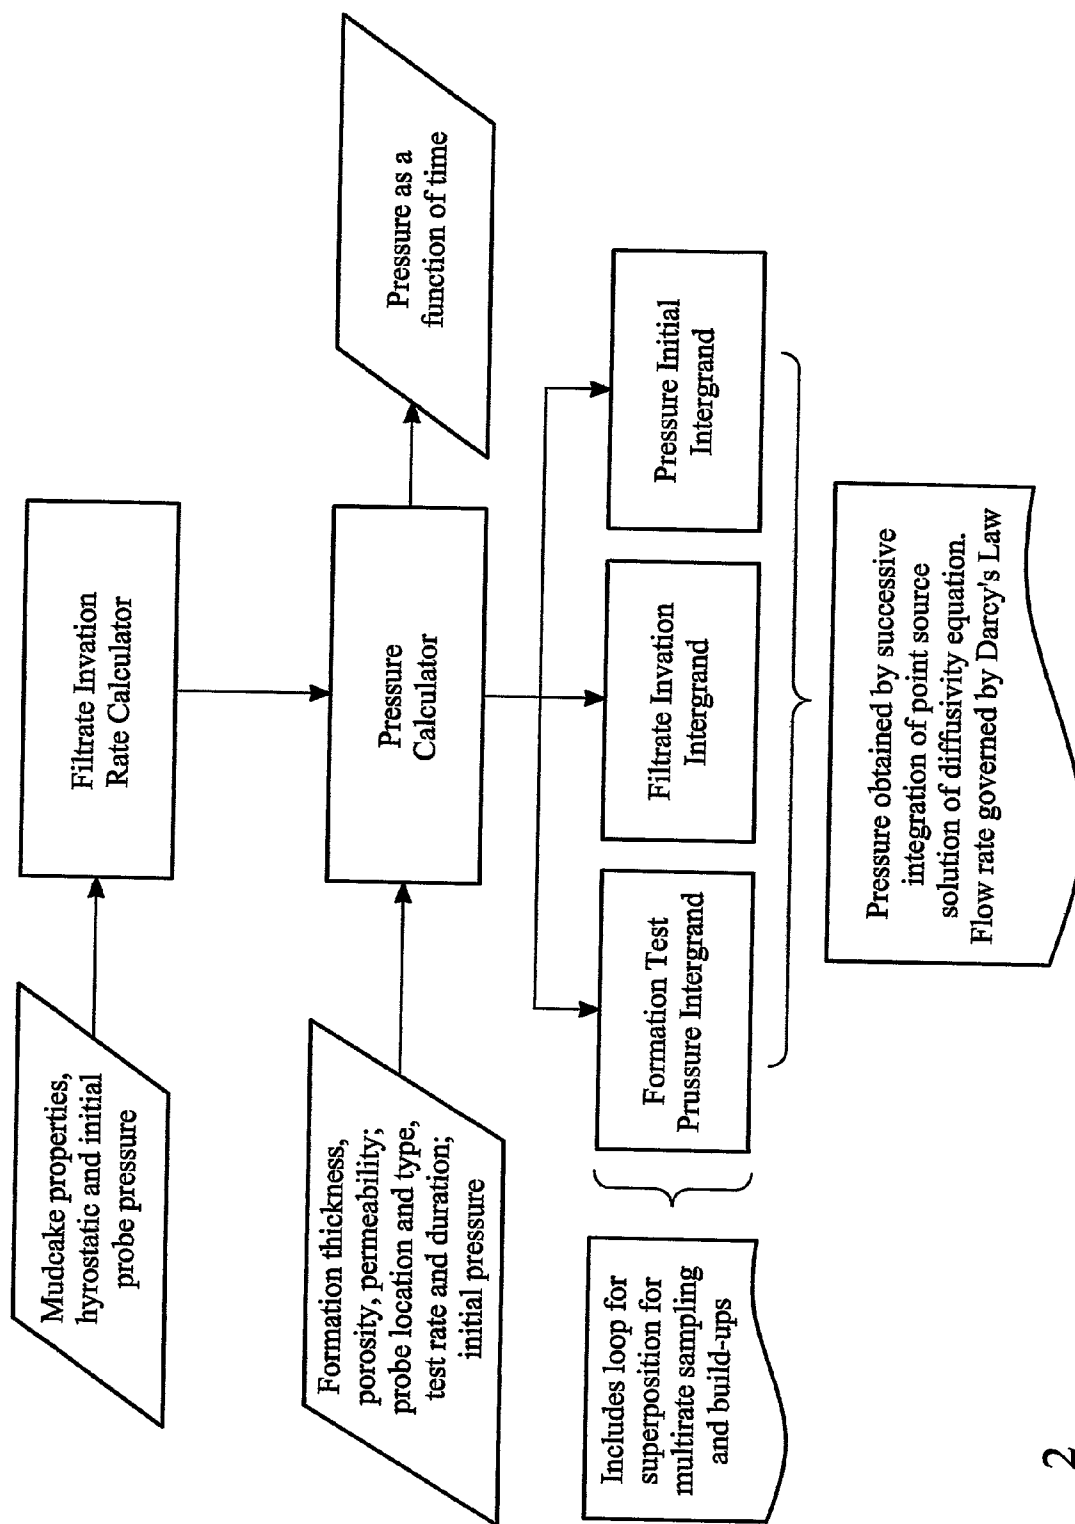 Mudcake properties,
hyrostatic and initial
probe pressure
Filtrate Invation
Rate Calculator
Formation thickness,
porosity, permeability;
probe location and type,
test rate and duration;
initial pressure
Pressure
Calculator
Pressure as a
function of time
Includes loop for
superposition for
multirate sampling
and build-ups
Formation Test
Prussure Intergrand
Filtrate Invation
Intergrand
Pressure Initial
Intergrand
Pressure obtained by successive
integration of point source
solution of diffusivity equation.
Flow rate governed by Darcy's Law
2